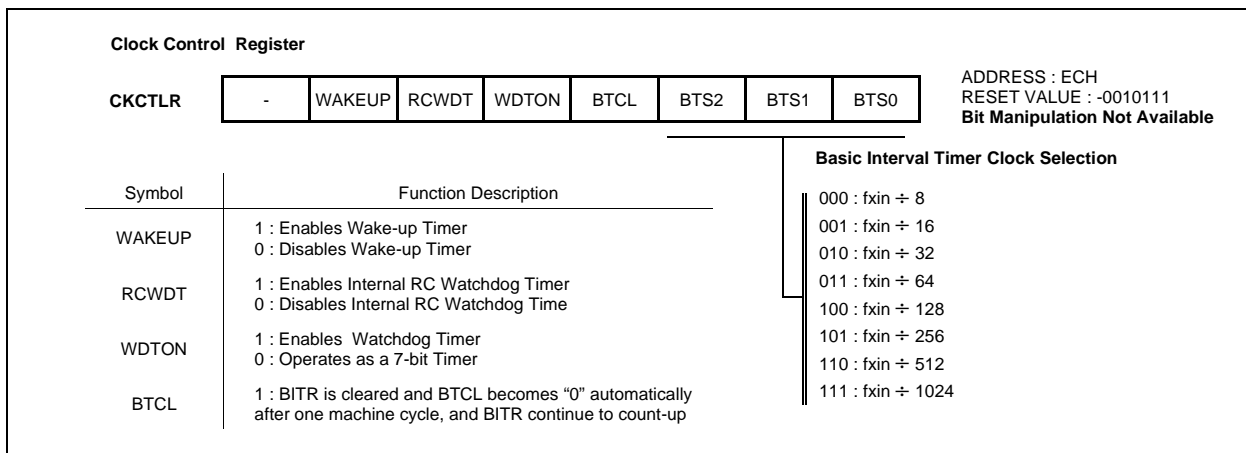 Clock Control Register
CKCTLR
- WAKEUP RCWDT WDTON BTCL BTS2 BTS1 BTS0
ADDRESS : ECH
RESET VALUE : -0010111
Bit Manipulation Not Available
Basic Interval Timer Clock Selection
000 : fxin ÷ 8
001 : fxin ÷ 16
010 : fxin ÷ 32
011 : fxin ÷ 64
100 : fxin ÷ 128
101 : fxin ÷ 256
110 : fxin ÷ 512
111 : fxin ÷ 1024
Symbol Function Description
WAKEUP
1 : Enables Wake-up Timer
0 : Disables Wake-up Timer
RCWDT
1 : Enables Internal RC Watchdog Timer
0 : Disables Internal RC Watchdog Time
WDTON
1 : Enables Watchdog Timer
0 : Operates as a 7-bit Timer
BTCL
1 : BITR is cleared and BTCL becomes “0” automatically
after one machine cycle, and BITR continue to count-up